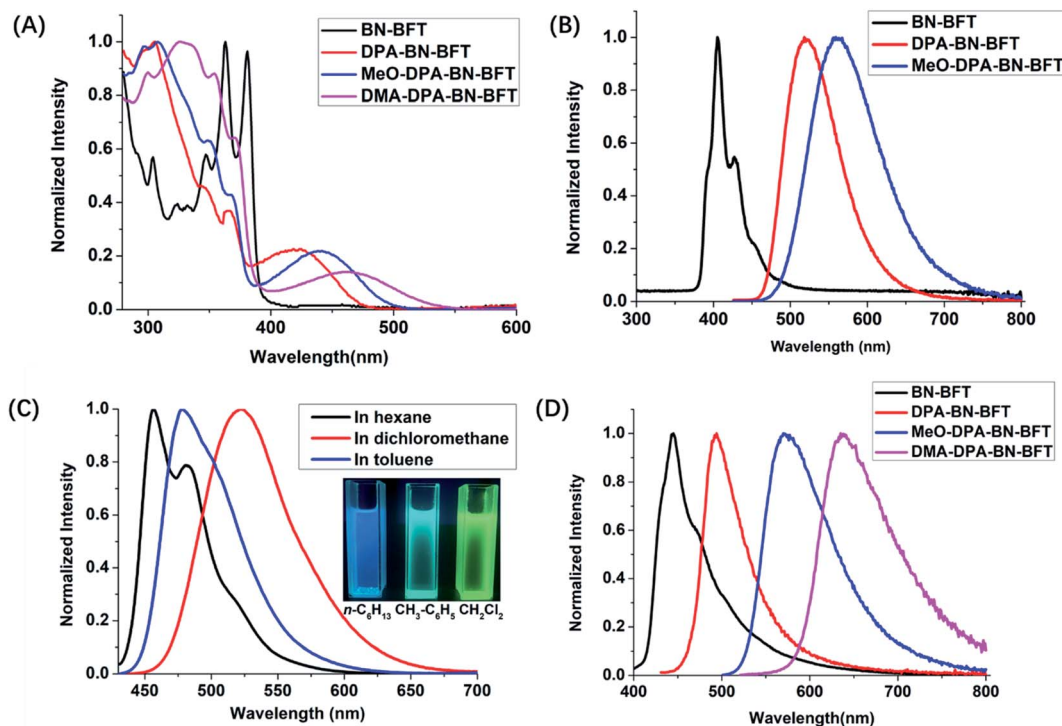 (A)
BN-BFT
DPA-BN-BFT
MeO-DPA-BN-BFT
DMA-DPA-BN-BFT
Normalized Intensity
1.0
0.8
0.6
0.4
0.2
0.0
300 400 500 600
Wavelength(nm)
(B)
BN-BFT
DPA-BN-BFT
MeO-DPA-BN-BFT
Normalized Intensity
1.0
0.8
0.6
0.4
0.2
0.0
300 400 500 600 700 800
Wavelength (nm)
(C)
In hexane
In dichloromethane
In toluene
Normalized Intensity
1.0
0.8
0.6
0.4
0.2
0.0
n-C₆H₁₃ CH₃-C₆H₅ CH₂Cl₂
450 500 550 600 650 700
Wavelength (nm)
(D)
BN-BFT
DPA-BN-BFT
MeO-DPA-BN-BFT
DMA-DPA-BN-BFT
Normalized Intensity
1.0
0.8
0.6
0.4
0.2
0.0
400 500 600 700 800
Wavelength (nm)